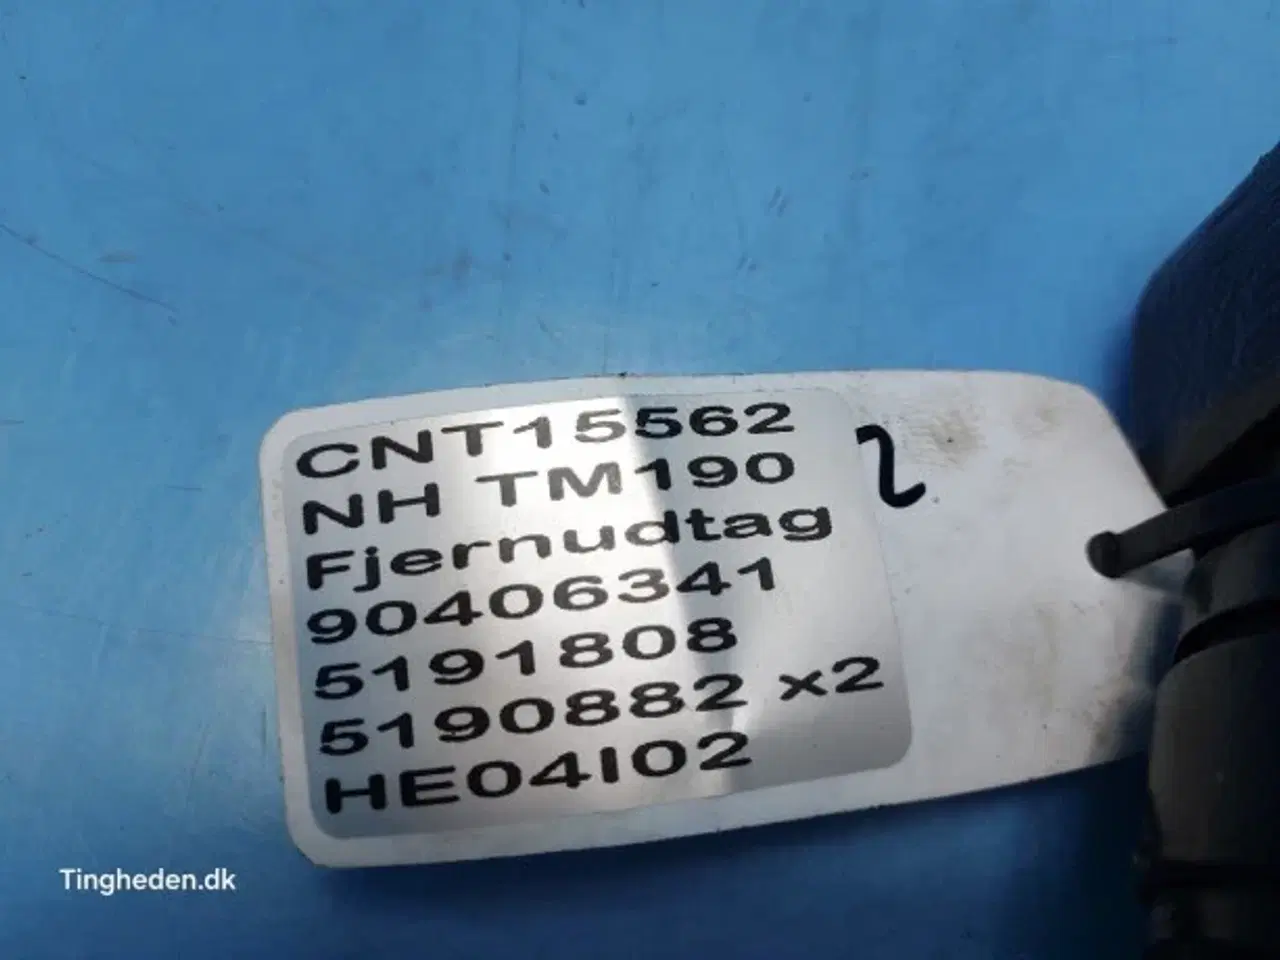 CNT15562
NH TM190
Fjernudtag
90406341
5191808
5190882 x2
HE04I02
2
Tingheden.dk